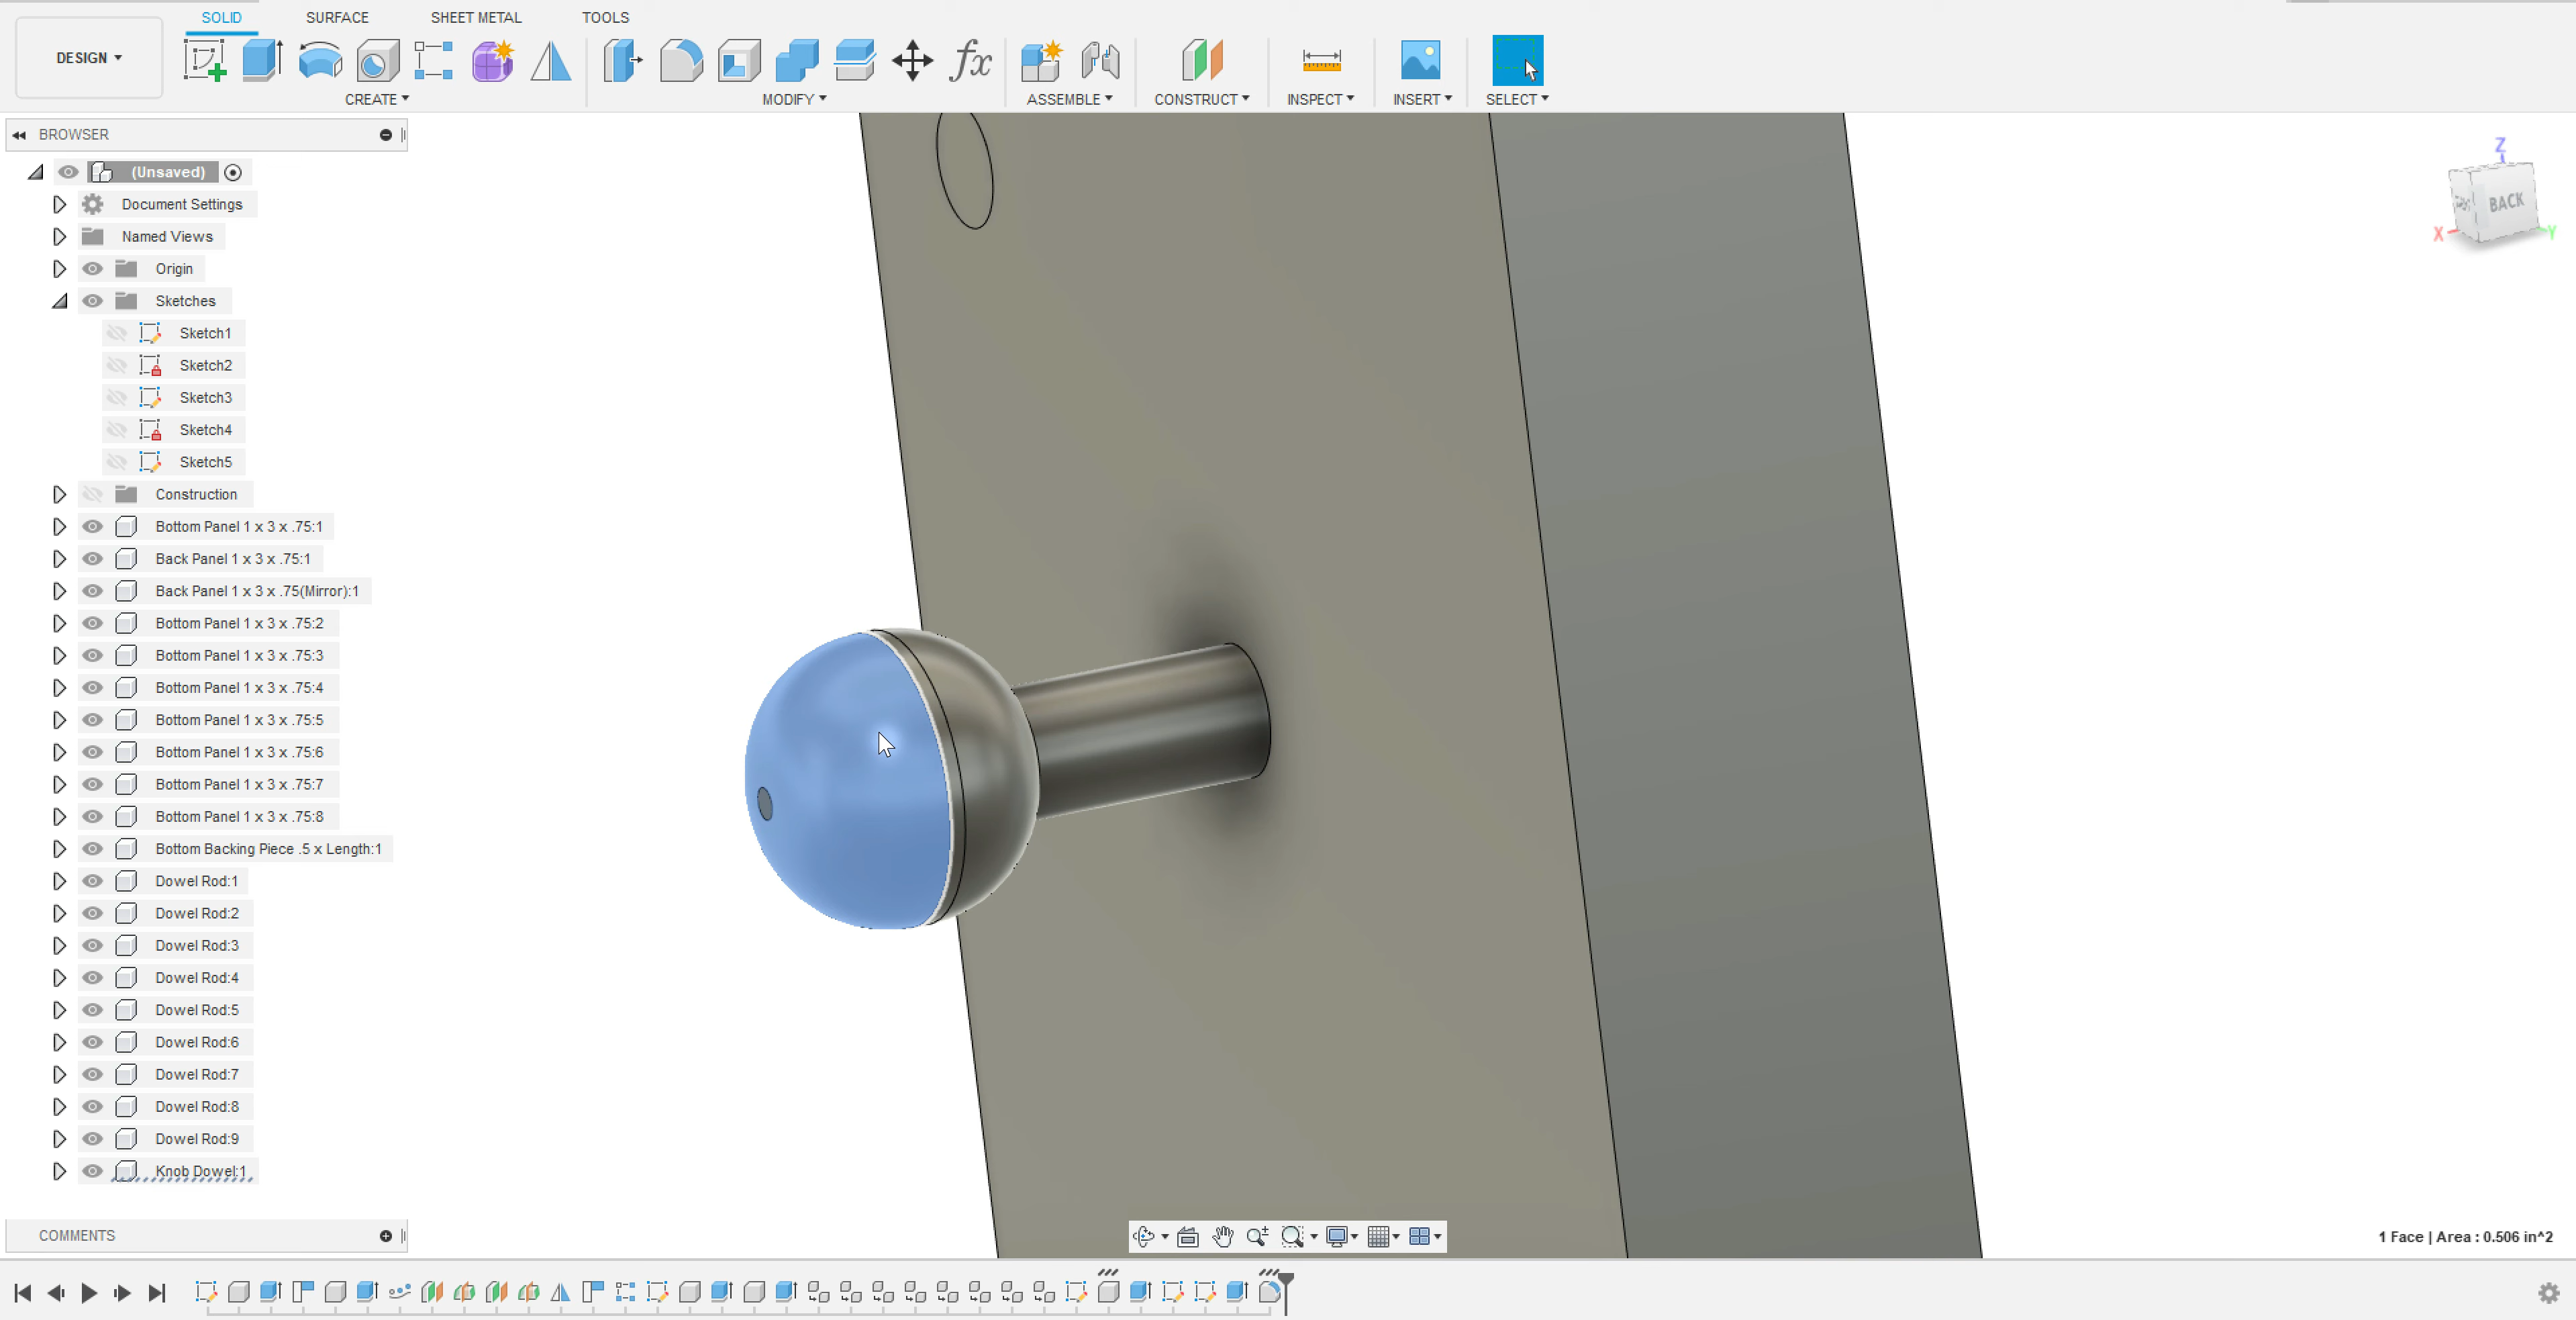 SOLID SURFACE SHEET METAL TOOLS
DESIGN
CREATE MODIFY ASSEMBLE CONSTRUCT INSPECT INSERT SELECT
BROWSER
(Unsaved)
Document Settings
Named Views
Origin
Sketches
Sketch1
Sketch2
Sketch3
Sketch4
Sketch5
Construction
Bottom Panel 1 x 3 x .75:1
Back Panel 1 x 3 x .75:1
Back Panel 1 x 3 x .75(Mirror):1
Bottom Panel 1 x 3 x .75:2
Bottom Panel 1 x 3 x .75:3
Bottom Panel 1 x 3 x .75:4
Bottom Panel 1 x 3 x .75:5
Bottom Panel 1 x 3 x .75:6
Bottom Panel 1 x 3 x .75:7
Bottom Panel 1 x 3 x .75:8
Bottom Backing Piece .5 x Length:1
Dowel Rod:1
Dowel Rod:2
Dowel Rod:3
Dowel Rod:4
Dowel Rod:5
Dowel Rod:6
Dowel Rod:7
Dowel Rod:8
Dowel Rod:9
Knob Dowel:1
COMMENTS
Z
BACK
X
Y
1 Face | Area : 0.506 in^2
fx